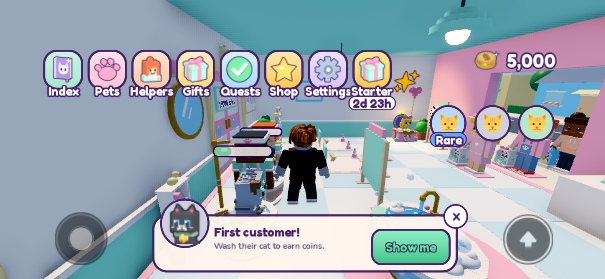 5,000
Index
Pets
Helpers
Gifts
Quests
Shop
Settings
Starter
2d 23h
Rare
First customer!
Wash their cat to earn coins.
Show me